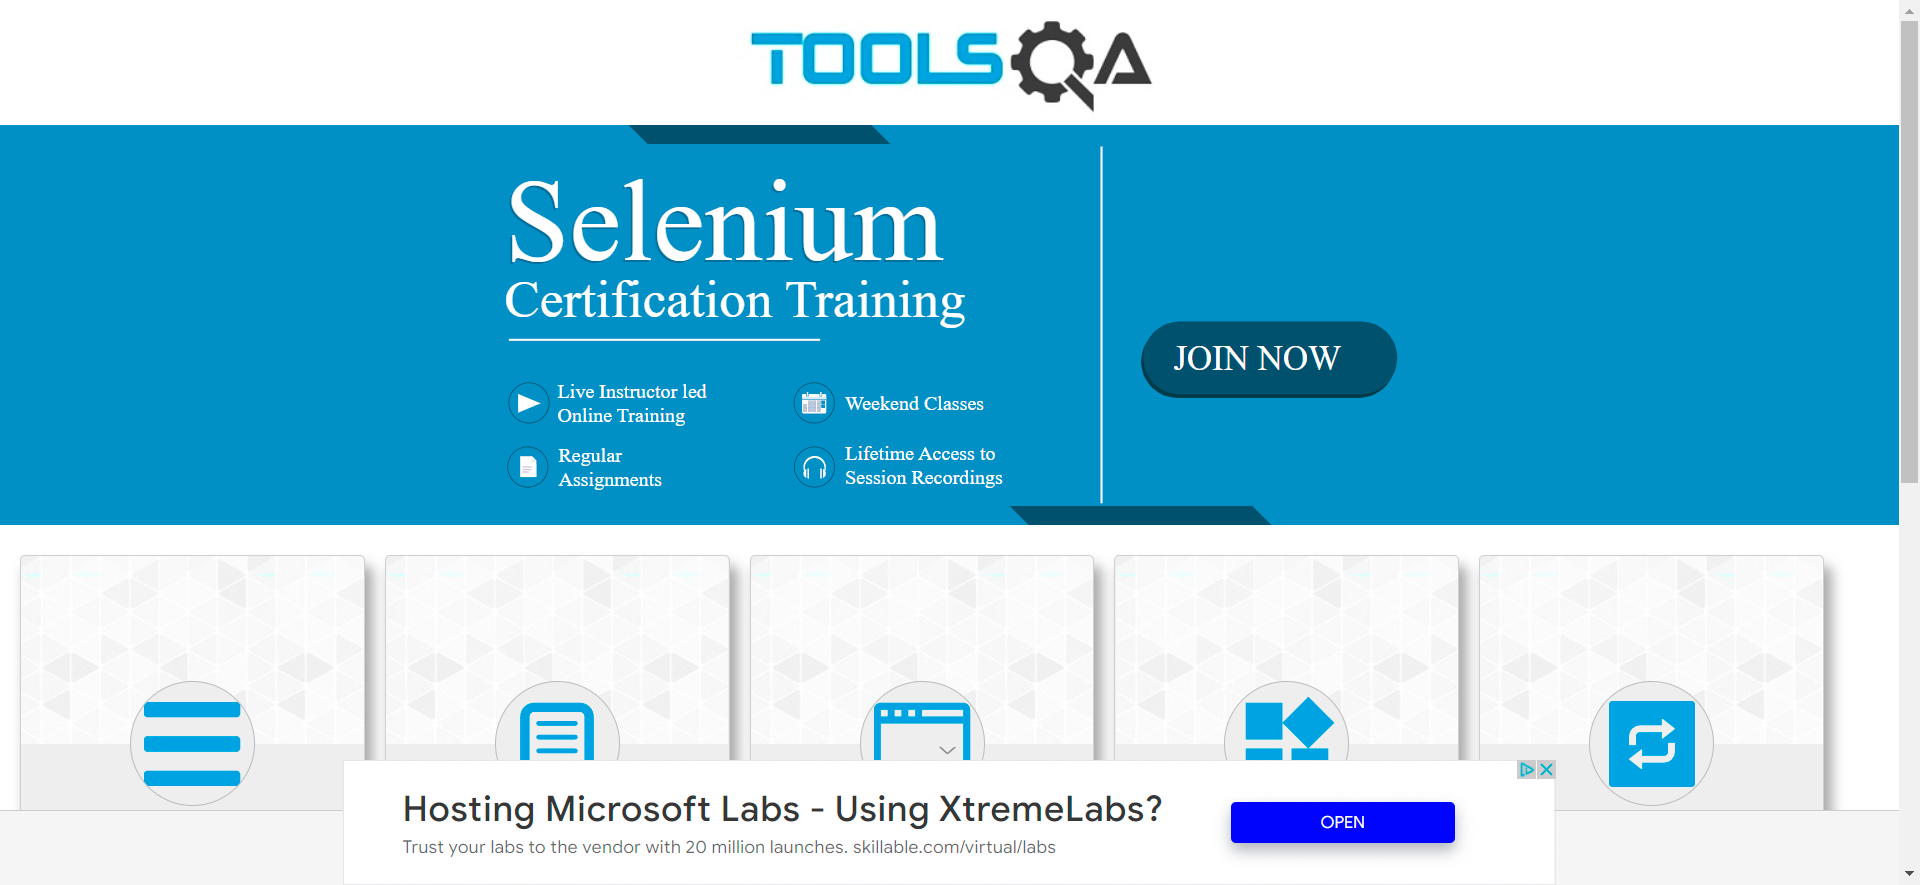 TOOLSQA
Selenium
Certification Training
Live Instructor led
Online Training
Weekend Classes
Regular
Assignments
Lifetime Access to
Session Recordings
JOIN NOW
Hosting Microsoft Labs - Using XtremeLabs?
Trust your labs to the vendor with 20 million launches. skillable.com/virtual/labs
OPEN